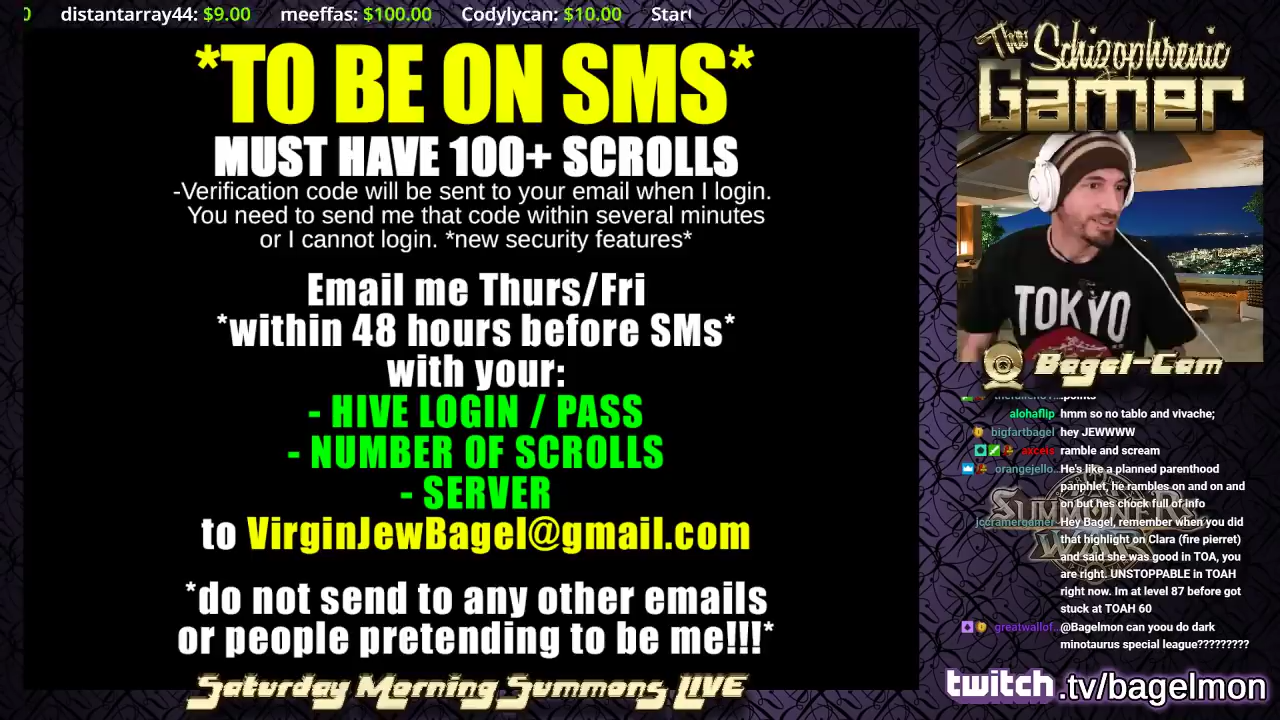 distantarray44: $9.00 meeffas: $100.00 Codylycan: $10.00
*TO BE ON SMS*
MUST HAVE 100+ SCROLLS
-Verification code will be sent to your email when I login.
You need to send me that code within several minutes
or I cannot login. *new security features*
Email me Thurs/Fri
*within 48 hours before SMs*
with your:
- HIVE LOGIN / PASS
- NUMBER OF SCROLLS
- SERVER
to VirginJewBagel@gmail.com
*do not send to any other emails
or people pretending to be me!!!*
Saturday Morning Summons LIVE
The Schizophrenic
Gamer
TOKYO
Bagel-Cam
alohaflip hmm so no tablo and vivache;
bigfartbagel hey JEWWWW
axcels ramble and scream
orangejello... He's like a planned parenthood
panphlet, he rambles on and on and
on but hes chock full of info
jccramergamer Hey Bagel, remember when you did
that highlight on Clara (fire pierret)
and said she was good in TOA, you
are right. UNSTOPPABLE in TOAH
right now. Im at level 87 before got
stuck at TOAH 60
greatwallof... @Bagelmon can yoou do dark
minotaurus special league?????????
twitch.tv/bagelmon